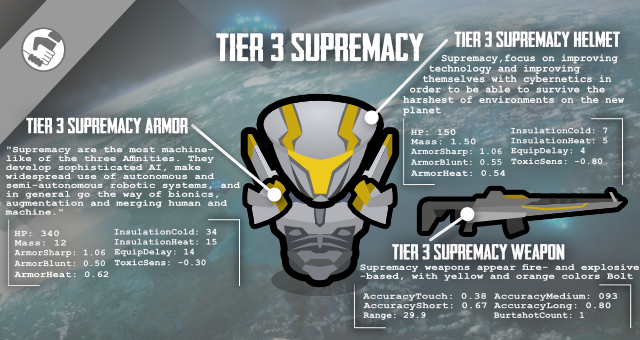 TIER 3 SUPREMACY
TIER 3 SUPREMACY HELMET
Supremacy,focus on improving
technology and improving
themselves with cybernetics in
order to be able to survive the
harshest of environments on the new
planet
HP: 150
Mass: 1.50
ArmorSharp: 1.06
ArmorBlunt: 0.55
ArmorHeat: 0.54
InsulationCold: 7
InsulationHeat: 5
EquipDelay: 4
ToxicSens: -0.80
TIER 3 SUPREMACY ARMOR
"Supremacy are the most machine-
like of the three Affinities. They
develop sophisticated AI, make
widespread use of autonomous and
semi-autonomous robotic systems, and
in general go the way of bionics,
augmentation and merging human and
machine."
HP: 340
Mass: 12
ArmorSharp: 1.06
ArmorBlunt: 0.50
ArmorHeat: 0.62
InsulationCold: 34
InsulationHeat: 15
EquipDelay: 14
ToxicSens: -0.30
TIER 3 SUPREMACY WEAPON
Supremacy weapons appear fire- and explosive
-based, with yellow and orange colors Bolt
AccuracyTouch: 0.38
AccuracyShort: 0.67
Range: 29.9
AccuracyMedium: 093
AccuracyLong: 0.80
BurtshotCount: 1